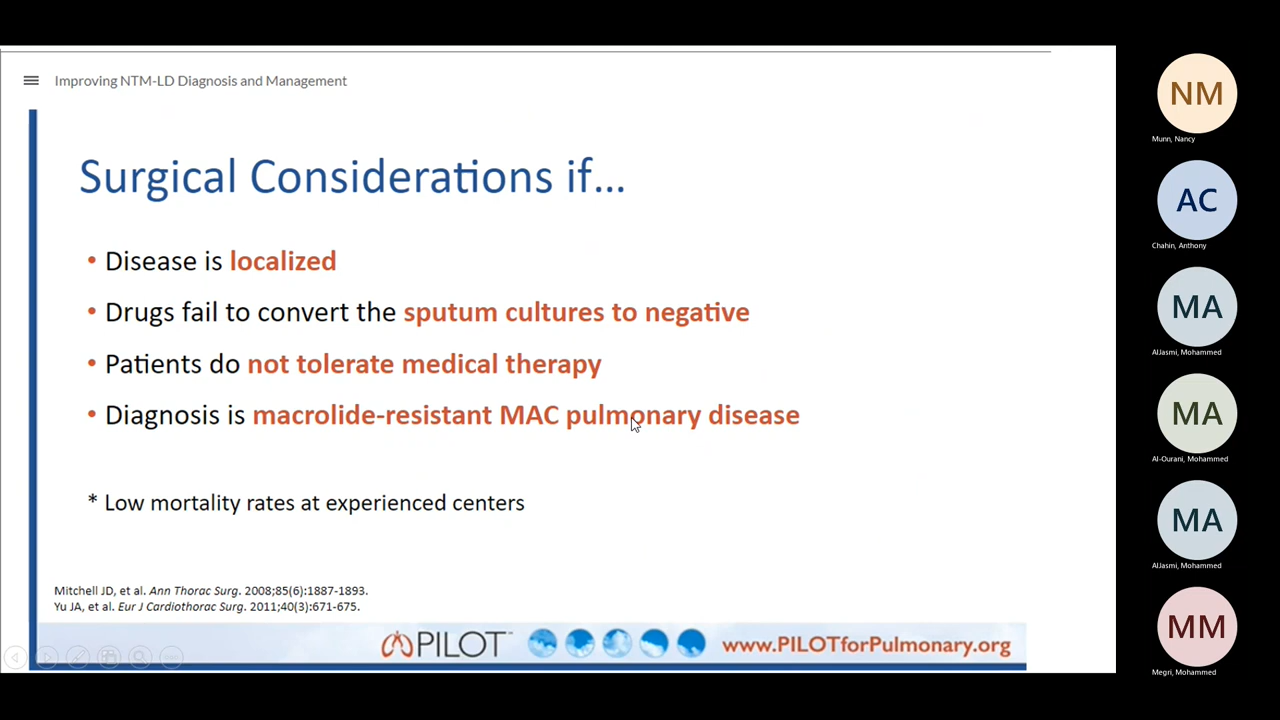 Improving NTM-LD Diagnosis and Management
Surgical Considerations if...
• Disease is localized
• Drugs fail to convert the sputum cultures to negative
• Patients do not tolerate medical therapy
• Diagnosis is macrolide-resistant MAC pulmonary disease
* Low mortality rates at experienced centers
Mitchell JD, et al. Ann Thorac Surg. 2008;85(6):1887-1893.
Yu JA, et al. Eur J Cardiothorac Surg. 2011;40(3):671-675.
PILOT™ www.PILOTforPulmonary.org
NM
Munn, Nancy
AC
Chahin, Anthony
MA
AlJasmi, Mohammed
MA
Al-Ourani, Mohammed
MA
AlJasmi, Mohammed
MM
Megri, Mohammed